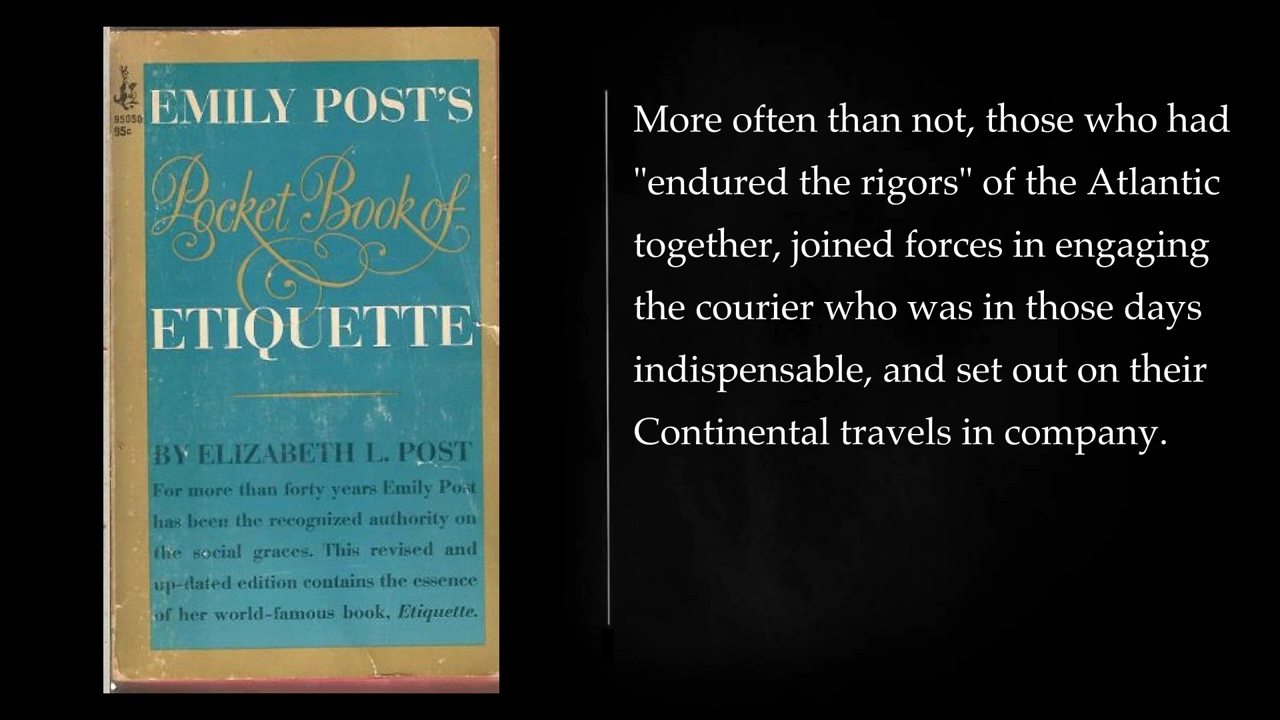 EMILY POST'S
95050
95c
Pocket Book of
ETIQUETTE
BY ELIZABETH L. POST
For more than forty years Emily Post
has been the recognized authority on
the social graces. This revised and
up-dated edition contains the essence
of her world-famous book, Etiquette.
More often than not, those who had
"endured the rigors" of the Atlantic
together, joined forces in engaging
the courier who was in those days
indispensable, and set out on their
Continental travels in company.